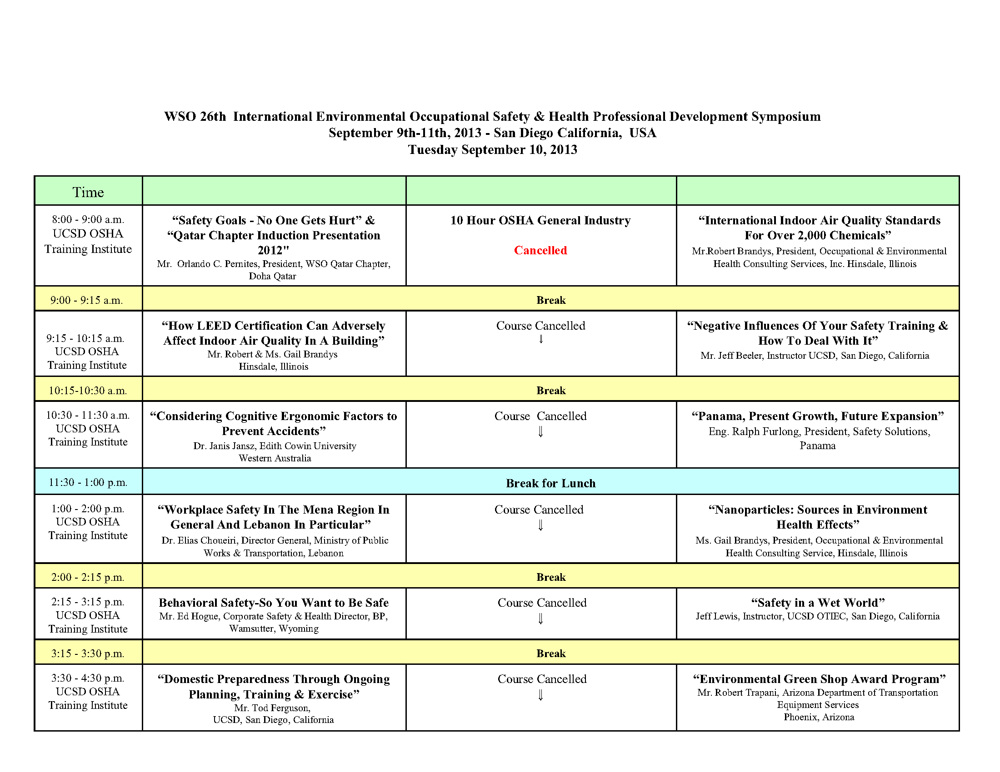 WSO 26th  International Environmental Occupational Safety & Health Professional Development Symposium
September 9th-11th, 2013 - San Diego California,  USA
Tuesday September 10, 2013
Time
8:00 - 9:00 a.m.
UCSD OSHA
Training Institute
“Safety Goals - No One Gets Hurt” &
“Qatar Chapter Induction Presentation
2012"
Mr.  Orlando C. Pernites, President, WSO Qatar Chapter,
Doha Qatar
10 Hour OSHA General Industry
Cancelled
“International Indoor Air Quality Standards
For Over 2,000 Chemicals”
Mr.Robert Brandys, President, Occupational & Environmental
Health Consulting Services, Inc. Hinsdale, Illinois
9:00 - 9:15 a.m.
Break
9:15 - 10:15 a.m.
UCSD OSHA
Training Institute
“How LEED Certification Can Adversely
Affect Indoor Air Quality In A Building”
Mr. Robert & Ms. Gail Brandys
Hinsdale, Illinois
Course Cancelled
⇓
“Negative Influences Of Your Safety Training &
How To Deal With It”
Mr. Jeff Beeler, Instructor UCSD, San Diego, California
10:15-10:30 a.m.
Break
10:30 - 11:30 a.m.
UCSD OSHA
Training Institute
“Considering Cognitive Ergonomic Factors to
Prevent Accidents”
Dr. Janis Jansz, Edith Cowin University
Western Australia
Course  Cancelled
⇓
“Panama, Present Growth, Future Expansion”
Eng. Ralph Furlong, President, Safety Solutions,
Panama
11:30 - 1:00 p.m.
Break for Lunch
1:00 - 2:00 p.m.
UCSD OSHA
Training Institute
“Workplace Safety In The Mena Region In
General And Lebanon In Particular”
Dr. Elias Choueiri, Director General, Ministry of Public
Works & Transportation, Lebanon
Course Cancelled
⇓
“Nanoparticles: Sources in Environment
Health Effects”
Ms. Gail Brandys, President, Occupational & Environmental
Health Consulting Service, Hinsdale, Illinois
2:00 - 2:15 p.m.
Break
2:15 - 3:15 p.m.
UCSD OSHA
Training Institute
Behavioral Safety-So You Want to Be Safe
Mr. Ed Hogue, Corporate Safety & Health Director, BP,
Wamsutter, Wyoming
Course Cancelled
⇓
“Safety in a Wet World”
Jeff Lewis, Instructor, UCSD OTIEC, San Diego, California
3:15 - 3:30 p.m.
Break
3:30 - 4:30 p.m.
UCSD OSHA
Training Institute
“Domestic Preparedness Through Ongoing
Planning, Training & Exercise”
Mr. Tod Ferguson,
UCSD, San Diego, California
Course Cancelled
⇓
“Environmental Green Shop Award Program”
Mr. Robert Trapani, Arizona Department of Transportation
Equipment Services
Phoenix, Arizona